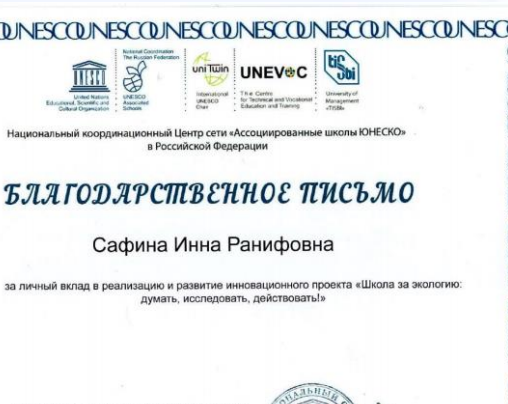 UNESCO UNESCO UNESCO UNESCO UNESCO UNESC
United Nations
Educational, Scientific and
Cultural Organization
National Coordination
The Russian Federation
UNESCO
Associated
Schools
uniTwin
International
UNESCO
Chair
UNEVOC
The Centre
for Technical and Vocational
Education and Training
tisbi
University of
Management
«TISBI»
Национальный координационный Центр сети «Ассоциированные школы ЮНЕСКО»
в Российской Федерации
БЛАГОДАРСТВЕННОЕ ПИСЬМО
Сафина Инна Ранифовна
за личный вклад в реализацию и развитие инновационного проекта «Школа за экологию:
думать, исследовать, действовать!»